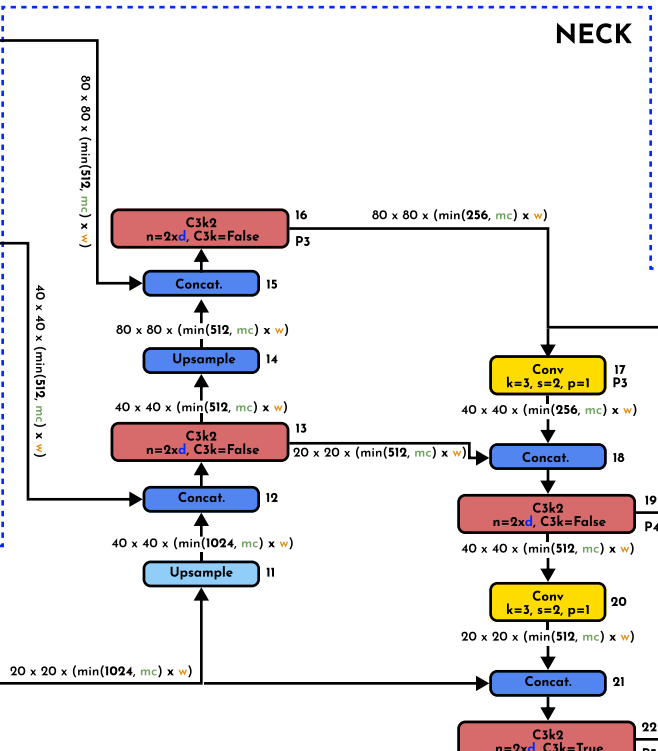 NECK
80 x 80 x (min(512, mc) x w)
40 x 40 x (min(512, mc) x w)
C3k2
n=2xd, C3k=False
16
P3
80 x 80 x (min(256, mc) x w)
Concat.
15
80 x 80 x (min(512, mc) x w)
Upsample
14
40 x 40 x (min(512, mc) x w)
C3k2
n=2xd, C3k=False
13
20 x 20 x (min(512, mc) x w)
Concat.
12
40 x 40 x (min(1024, mc) x w)
Upsample
11
20 x 20 x (min(1024, mc) x w)
Conv
k=3, s=2, p=1
17
P3
40 x 40 x (min(256, mc) x w)
Concat.
18
C3k2
n=2xd, C3k=False
19
P4
40 x 40 x (min(512, mc) x w)
Conv
k=3, s=2, p=1
20
20 x 20 x (min(512, mc) x w)
Concat.
21
C3k2
n=2xd, C3k=True
22